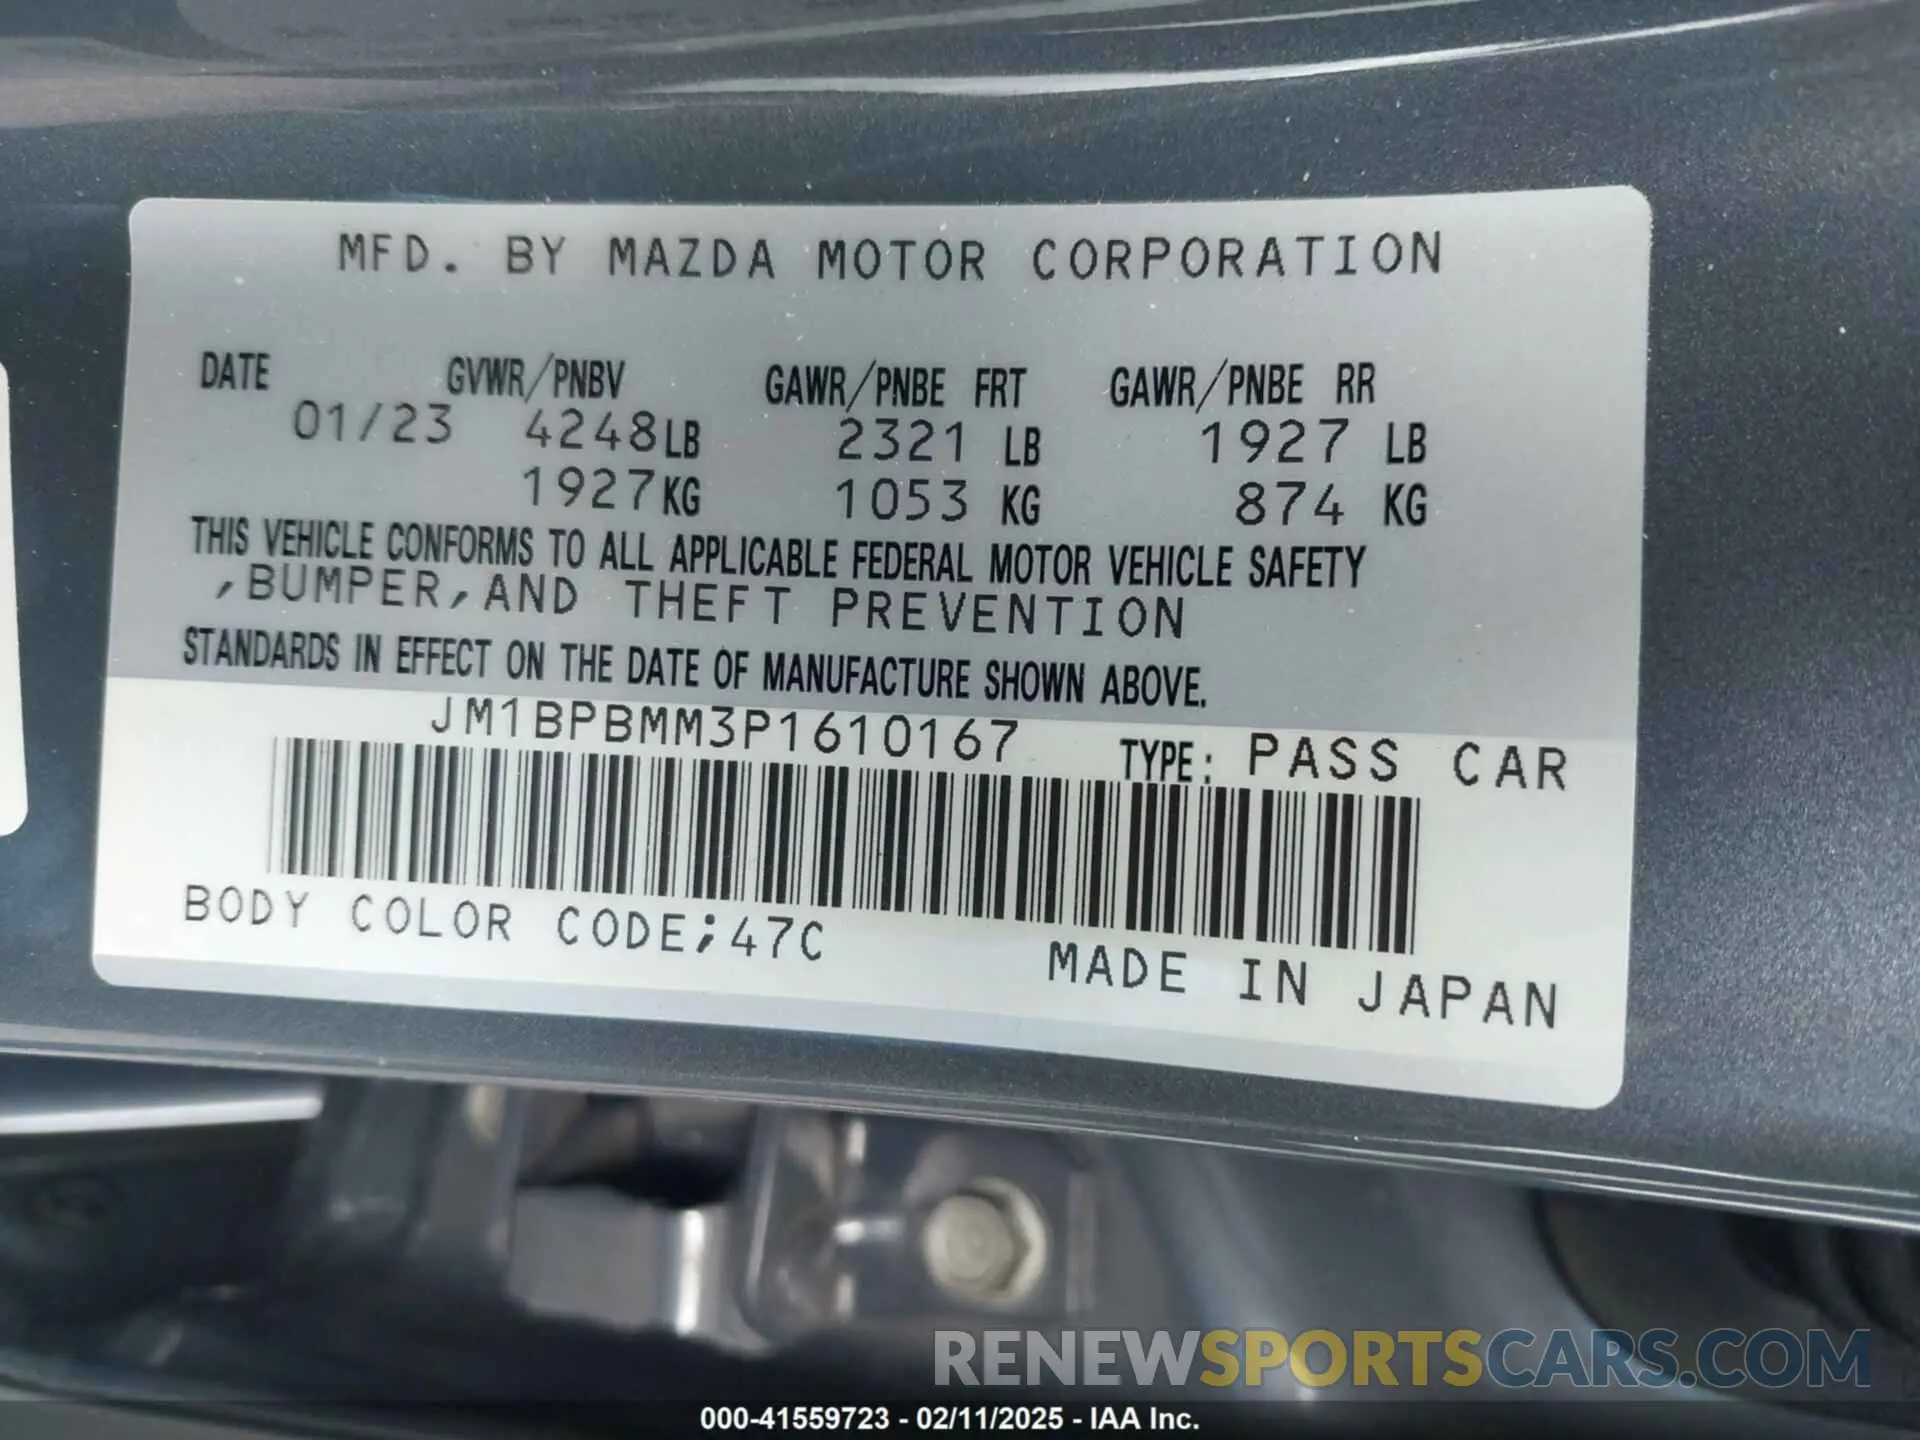 MFD. BY MAZDA MOTOR CORPORATION
DATE GVWR/PNBV GAWR/PNBE FRT GAWR/PNBE RR
01/23 4248LB 2321 LB 1927 LB
1927KG 1053 KG 874 KG
THIS VEHICLE CONFORMS TO ALL APPLICABLE FEDERAL MOTOR VEHICLE SAFETY
,BUMPER,AND THEFT PREVENTION
STANDARDS IN EFFECT ON THE DATE OF MANUFACTURE SHOWN ABOVE.
JM1BPBMM3P1610167 TYPE: PASS CAR
BODY COLOR CODE;47C
MADE IN JAPAN
RENEWSPORTSCARS.COM
000-41559723 - 02/11/2025 - IAA Inc.